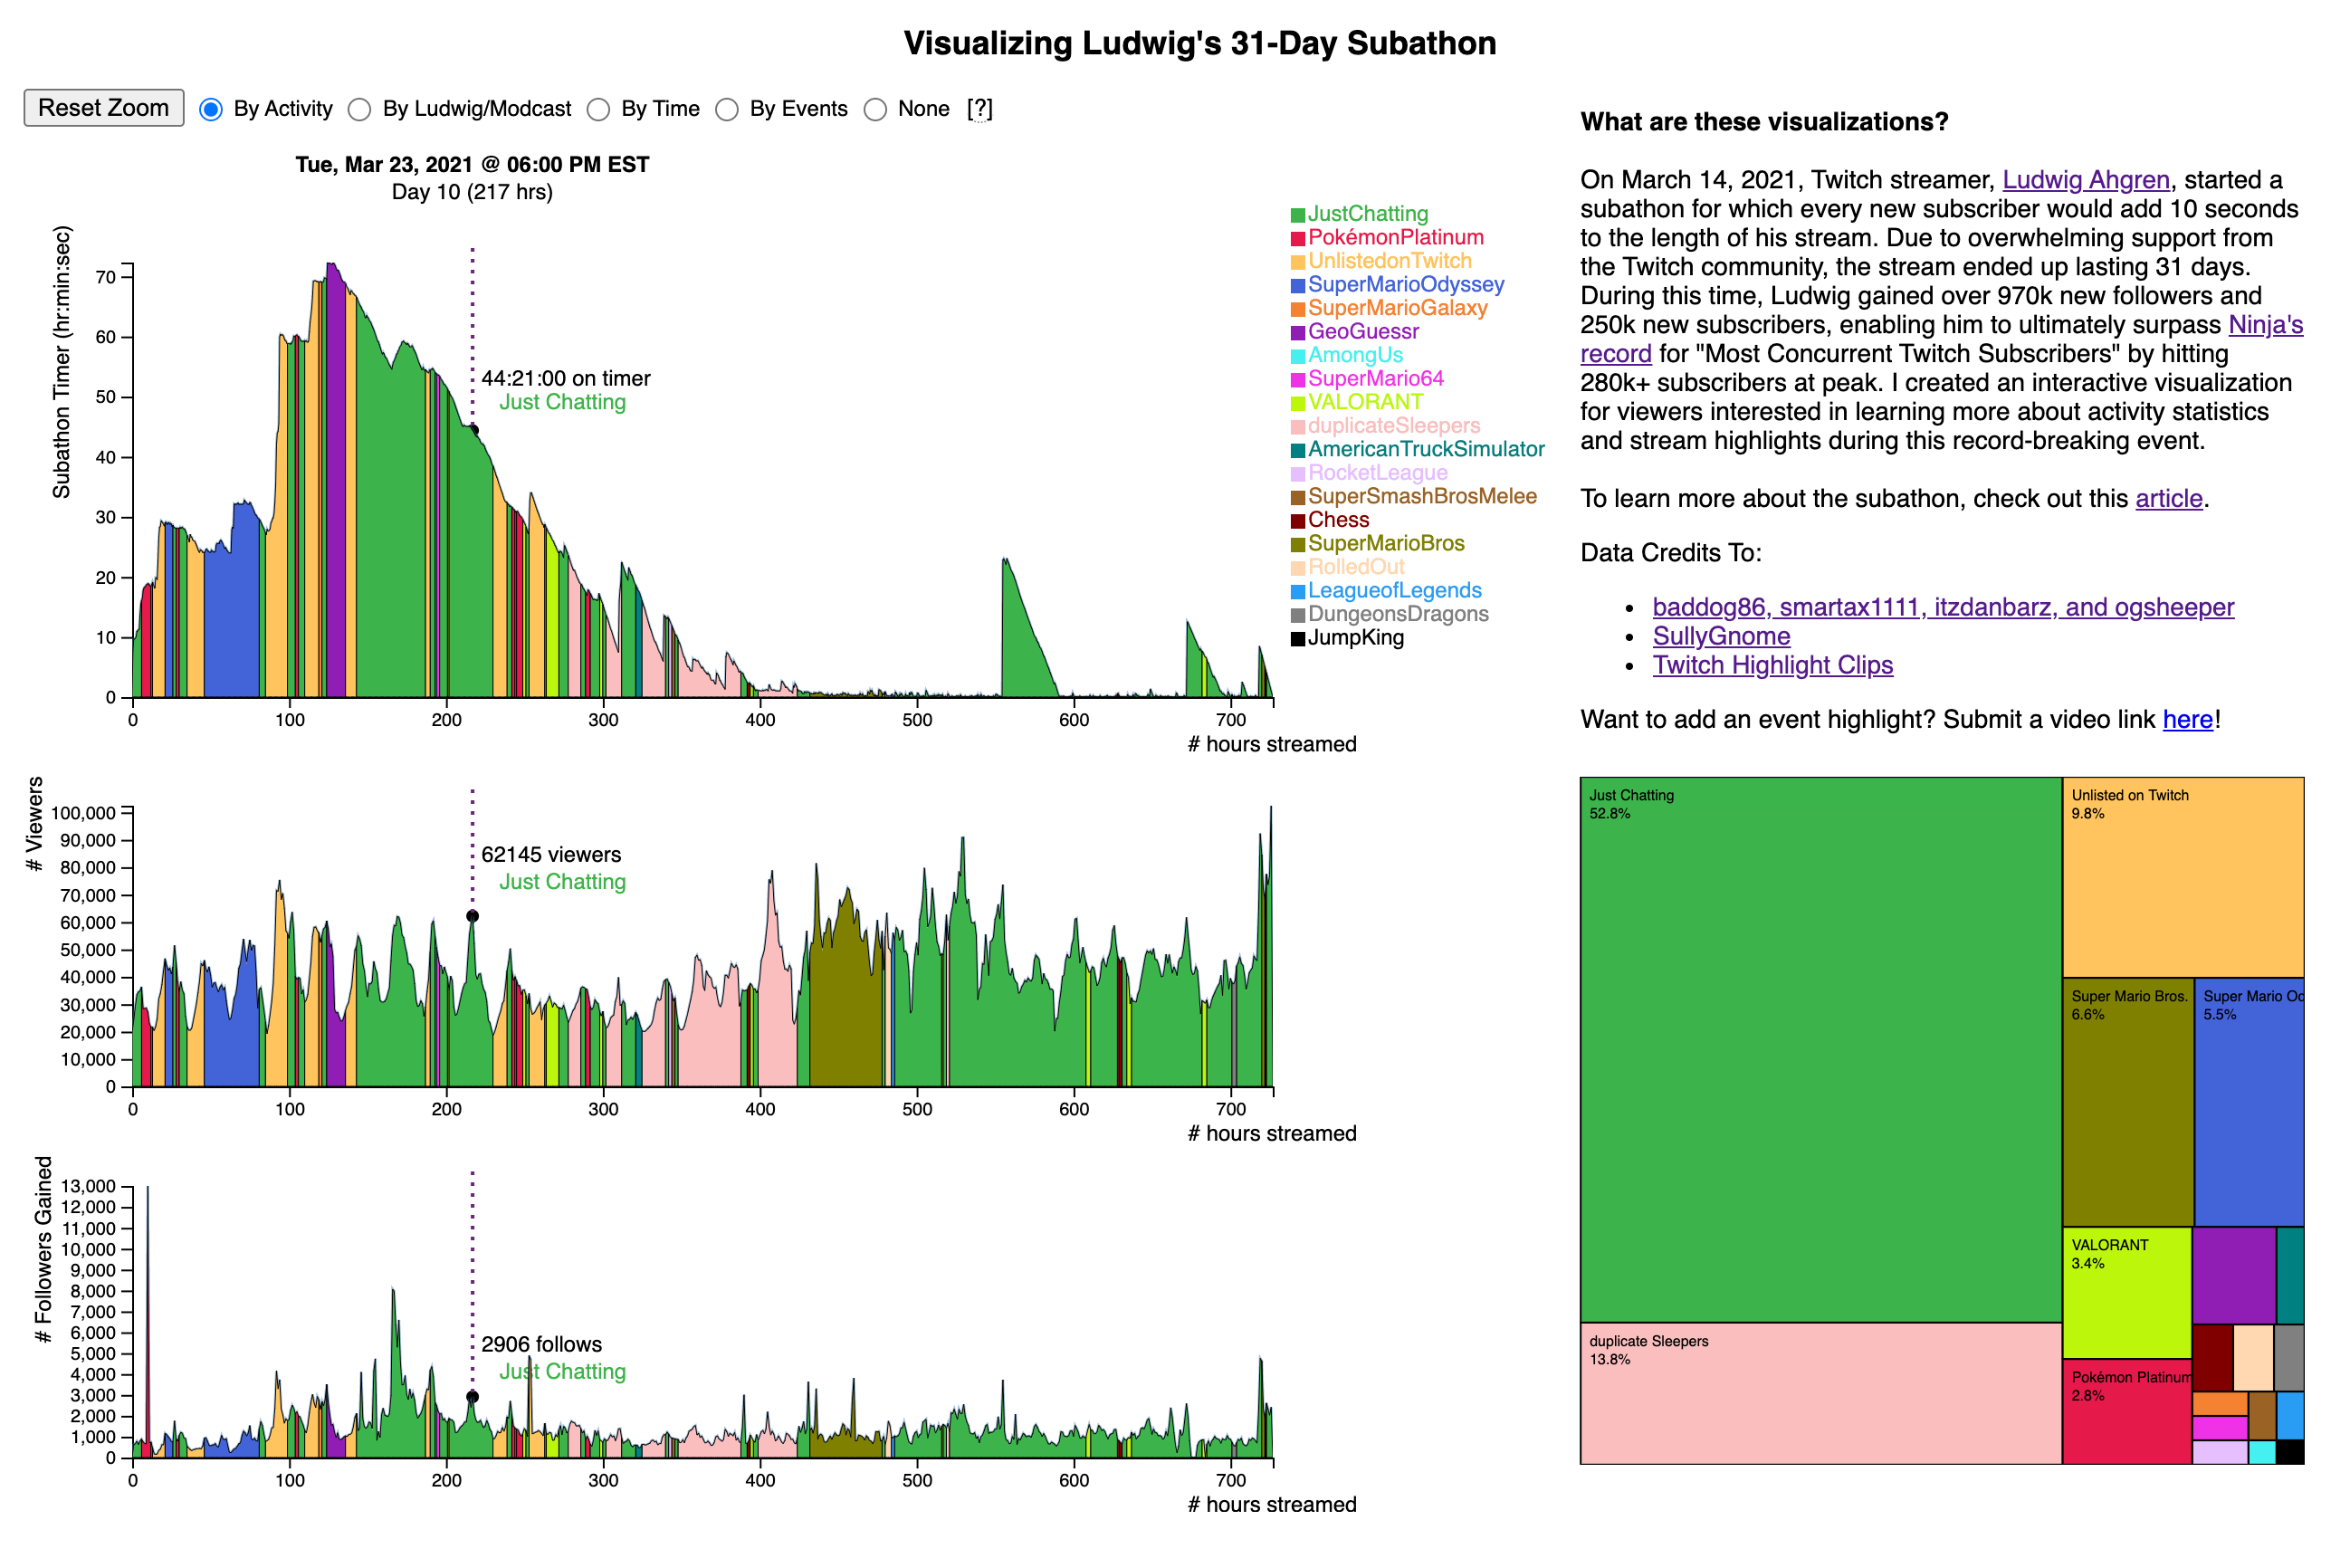 Visualizing Ludwig's 31-Day Subathon
Reset Zoom By Activity By Ludwig/Modcast By Time By Events None [?]
Tue, Mar 23, 2021 @ 06:00 PM EST
Day 10 (217 hrs)
Subathon Timer (hr:min:sec)
70
60
50
40
30
20
10
0
44:21:00 on timer
Just Chatting
0 100 200 300 400 500 600 700
# hours streamed
JustChatting
PokémonPlatinum
UnlistedonTwitch
SuperMarioOdyssey
SuperMarioGalaxy
GeoGuessr
AmongUs
SuperMario64
VALORANT
duplicateSleepers
AmericanTruckSimulator
RocketLeague
SuperSmashBrosMelee
Chess
SuperMarioBros
RolledOut
LeagueofLegends
DungeonsDragons
JumpKing
# Viewers
100,000
90,000
80,000
70,000
60,000
50,000
40,000
30,000
20,000
10,000
0
62145 viewers
Just Chatting
0 100 200 300 400 500 600 700
# hours streamed
# Followers Gained
13,000
12,000
11,000
10,000
9,000
8,000
7,000
6,000
5,000
4,000
3,000
2,000
1,000
0
2906 follows
Just Chatting
0 100 200 300 400 500 600 700
# hours streamed
What are these visualizations?
On March 14, 2021, Twitch streamer, Ludwig Ahgren, started a
subathon for which every new subscriber would add 10 seconds
to the length of his stream. Due to overwhelming support from
the Twitch community, the stream ended up lasting 31 days.
During this time, Ludwig gained over 970k new followers and
250k new subscribers, enabling him to ultimately surpass Ninja's
record for "Most Concurrent Twitch Subscribers" by hitting
280k+ subscribers at peak. I created an interactive visualization
for viewers interested in learning more about activity statistics
and stream highlights during this record-breaking event.
To learn more about the subathon, check out this article.
Data Credits To:
• baddog86, smartax1111, itzdanbarz, and ogsheeper
• SullyGnome
• Twitch Highlight Clips
Want to add an event highlight? Submit a video link here!
Just Chatting
52.8%
Unlisted on Twitch
9.8%
Super Mario Bros.
6.6%
Super Mario Od
5.5%
VALORANT
3.4%
duplicate Sleepers
13.8%
Pokémon Platinum
2.8%